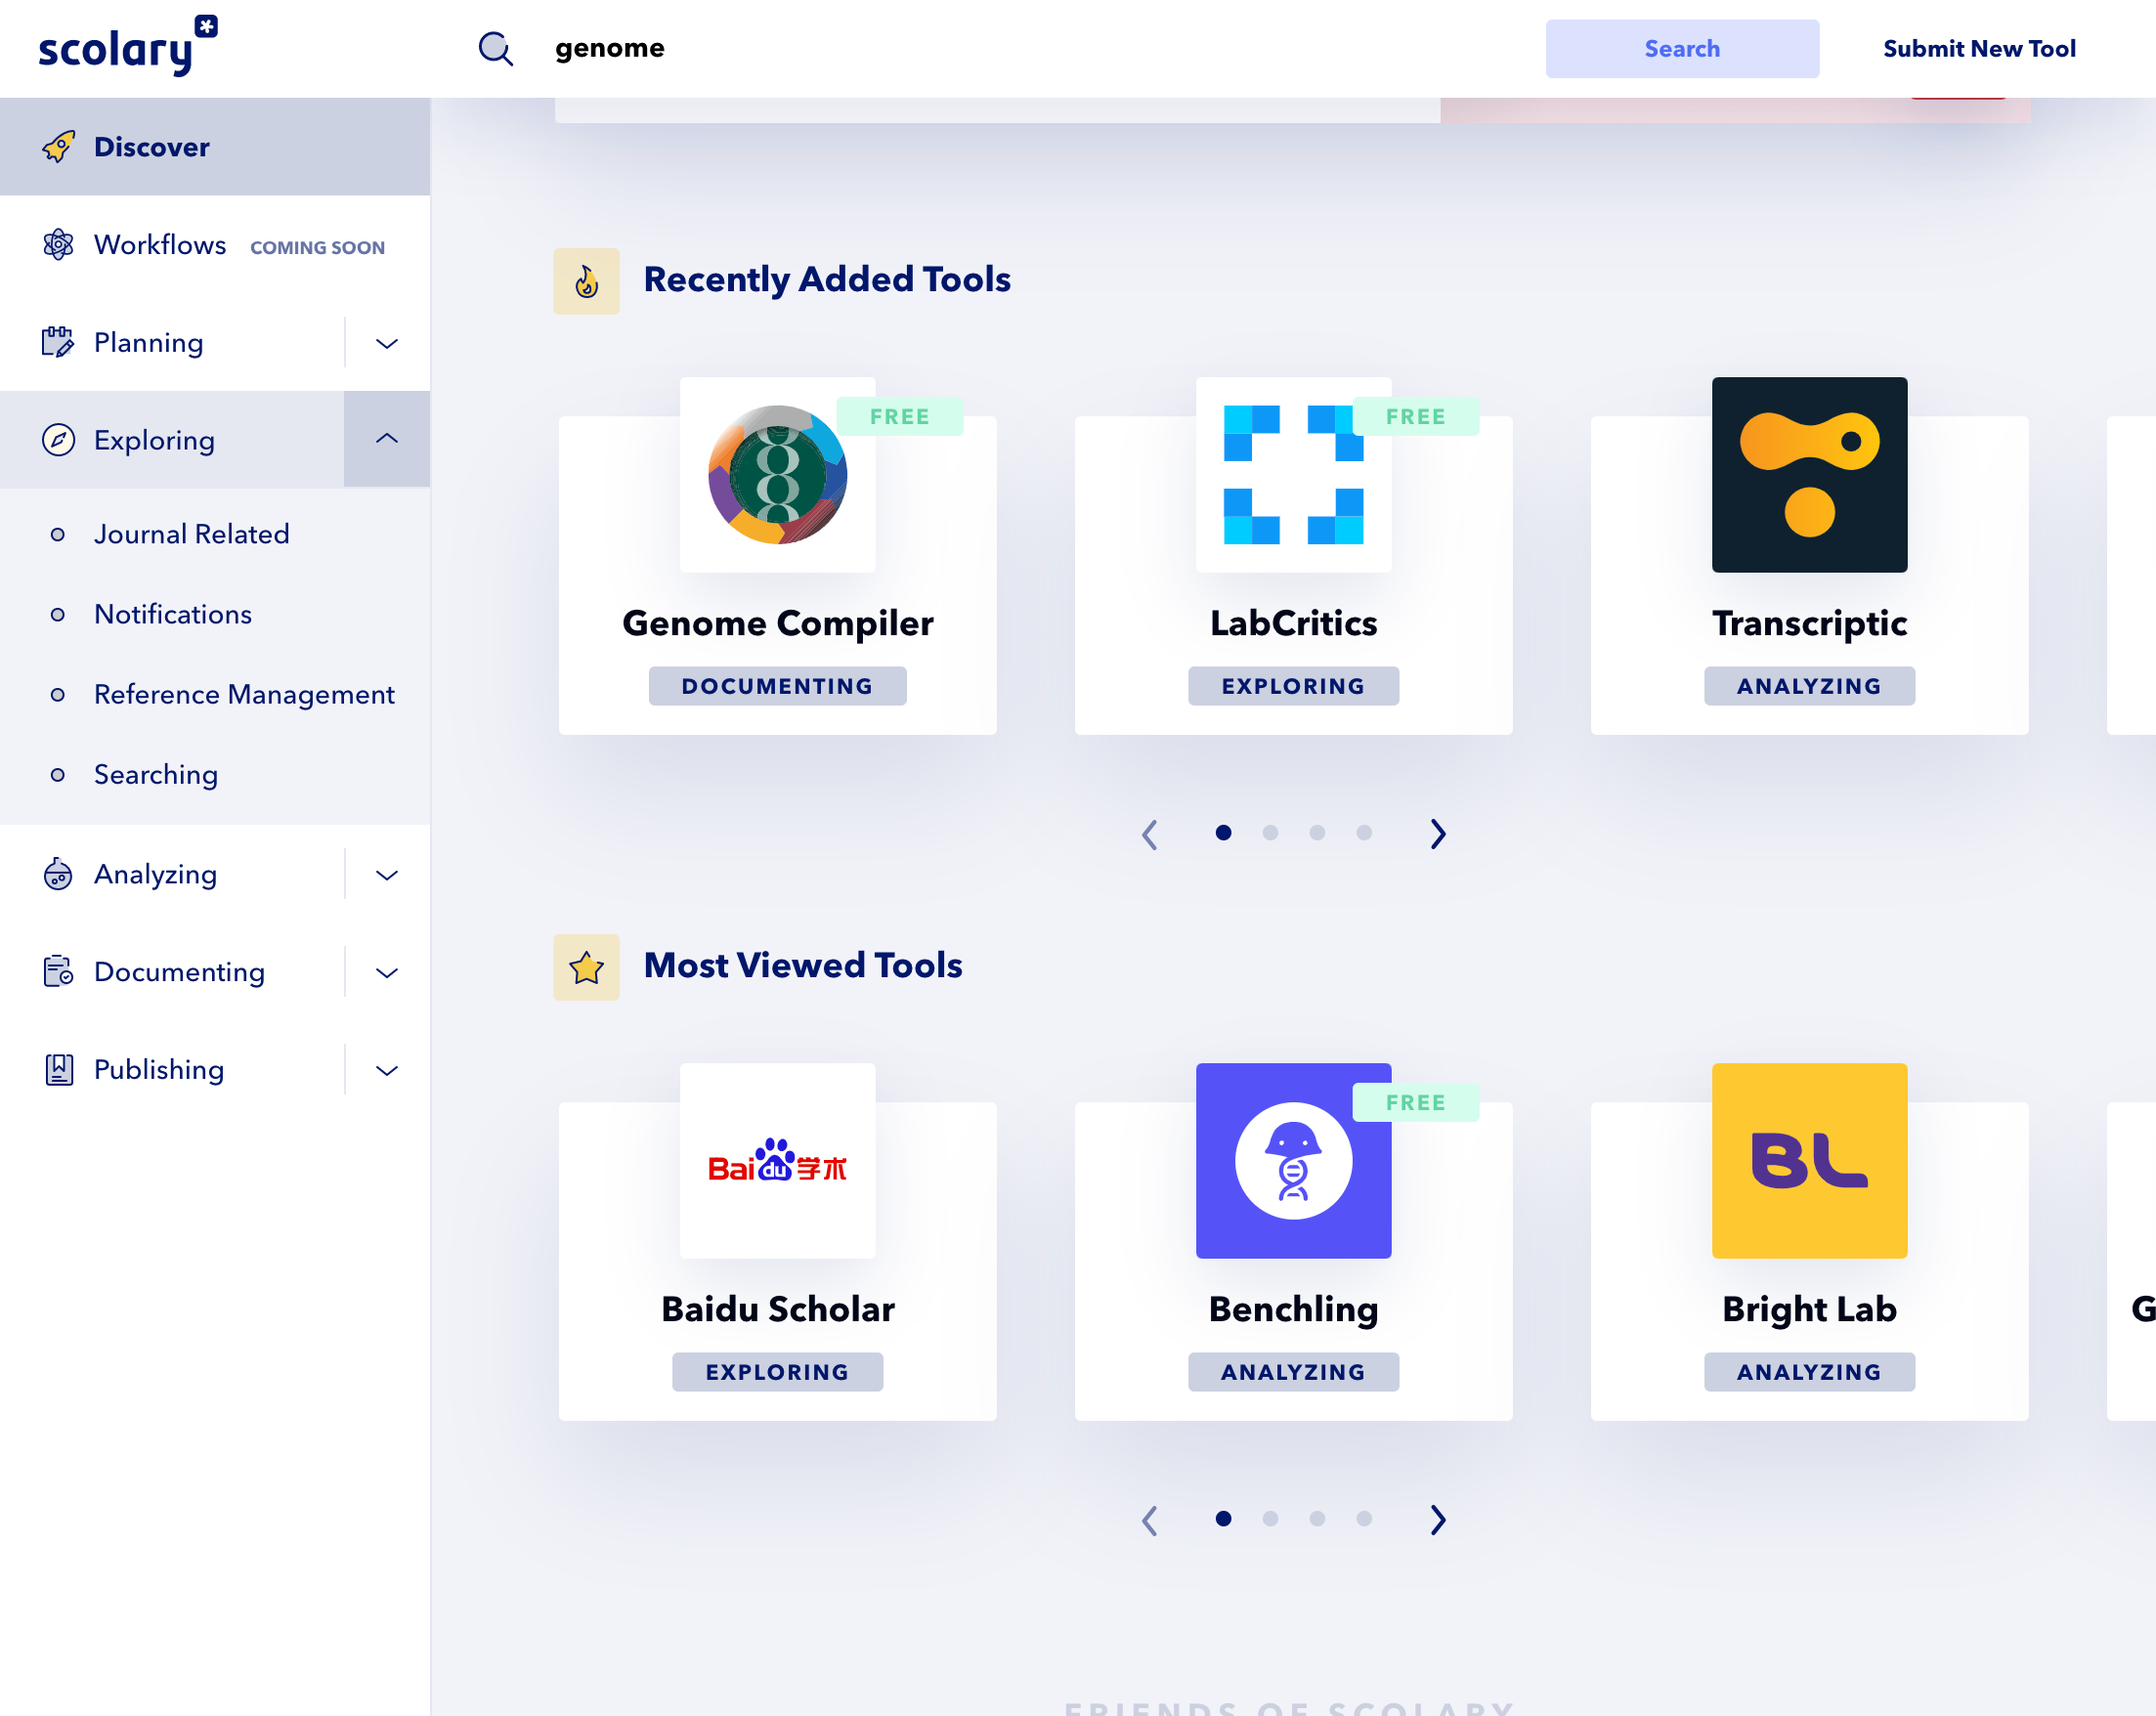 scolary
genome
Search
Submit New Tool
Discover
Workflows COMING SOON
Planning
Exploring
Journal Related
Notifications
Reference Management
Searching
Analyzing
Documenting
Publishing
Recently Added Tools
FREE
Genome Compiler
DOCUMENTING
FREE
LabCritics
EXPLORING
Transcriptic
ANALYZING
Most Viewed Tools
Baidu学术
Baidu Scholar
EXPLORING
FREE
Benchling
ANALYZING
BL
Bright Lab
ANALYZING
G
FRIENDS OF SCOLARY